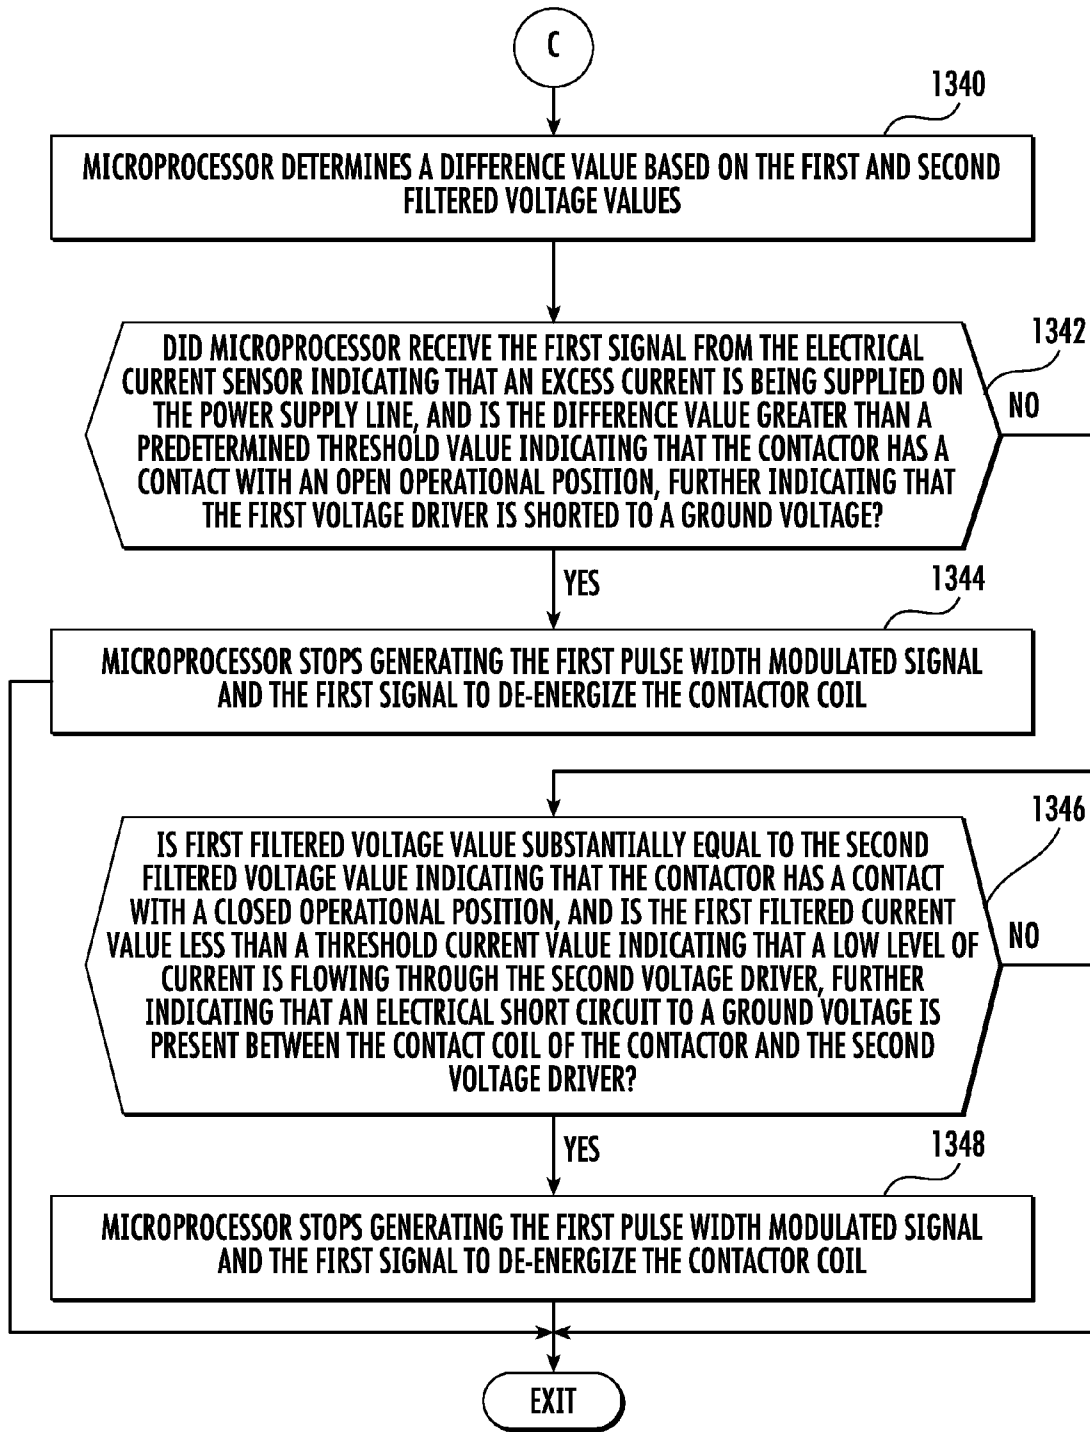 C
1340
MICROPROCESSOR DETERMINES A DIFFERENCE VALUE BASED ON THE FIRST AND SECOND
FILTERED VOLTAGE VALUES
1342
DID MICROPROCESSOR RECEIVE THE FIRST SIGNAL FROM THE ELECTRICAL
CURRENT SENSOR INDICATING THAT AN EXCESS CURRENT IS BEING SUPPLIED ON
THE POWER SUPPLY LINE, AND IS THE DIFFERENCE VALUE GREATER THAN A
PREDETERMINED THRESHOLD VALUE INDICATING THAT THE CONTACTOR HAS A
CONTACT WITH AN OPEN OPERATIONAL POSITION, FURTHER INDICATING THAT
THE FIRST VOLTAGE DRIVER IS SHORTED TO A GROUND VOLTAGE?
NO
YES
1344
MICROPROCESSOR STOPS GENERATING THE FIRST PULSE WIDTH MODULATED SIGNAL
AND THE FIRST SIGNAL TO DE-ENERGIZE THE CONTACTOR COIL
1346
IS FIRST FILTERED VOLTAGE VALUE SUBSTANTIALLY EQUAL TO THE SECOND
FILTERED VOLTAGE VALUE INDICATING THAT THE CONTACTOR HAS A CONTACT
WITH A CLOSED OPERATIONAL POSITION, AND IS THE FIRST FILTERED CURRENT
VALUE LESS THAN A THRESHOLD CURRENT VALUE INDICATING THAT A LOW LEVEL OF
CURRENT IS FLOWING THROUGH THE SECOND VOLTAGE DRIVER, FURTHER
INDICATING THAT AN ELECTRICAL SHORT CIRCUIT TO A GROUND VOLTAGE IS
PRESENT BETWEEN THE CONTACT COIL OF THE CONTACTOR AND THE SECOND
VOLTAGE DRIVER?
NO
YES
1348
MICROPROCESSOR STOPS GENERATING THE FIRST PULSE WIDTH MODULATED SIGNAL
AND THE FIRST SIGNAL TO DE-ENERGIZE THE CONTACTOR COIL
EXIT